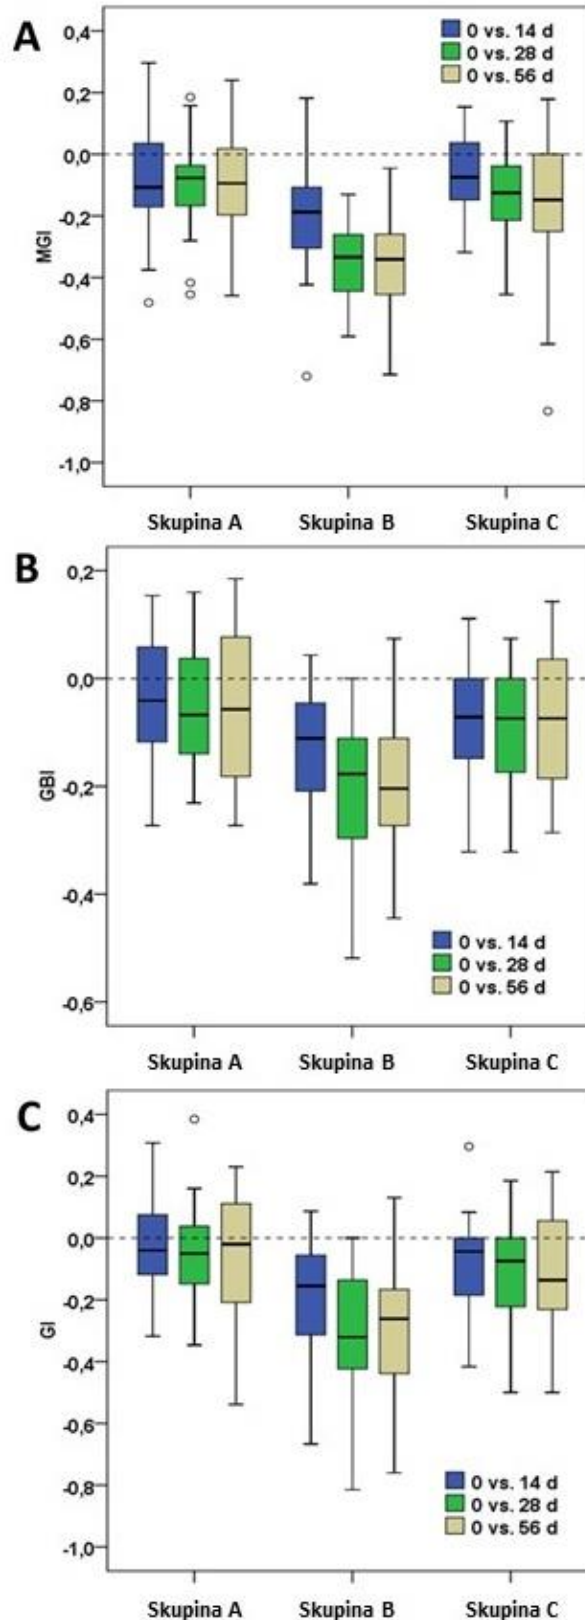 A
0 vs. 14 d
0 vs. 28 d
0 vs. 56 d
0,4
0,2
0,0
-0,2
-0,4
-0,6
-0,8
-1,0
MGI
Skupina A
Skupina B
Skupina C
B
0,2
0,0
-0,2
-0,4
-0,6
GBI
0 vs. 14 d
0 vs. 28 d
0 vs. 56 d
Skupina A
Skupina B
Skupina C
C
0,4
0,2
0,0
-0,2
-0,4
-0,6
-0,8
-1,0
GI
0 vs. 14 d
0 vs. 28 d
0 vs. 56 d
Skupina A
Skupina B
Skupina C